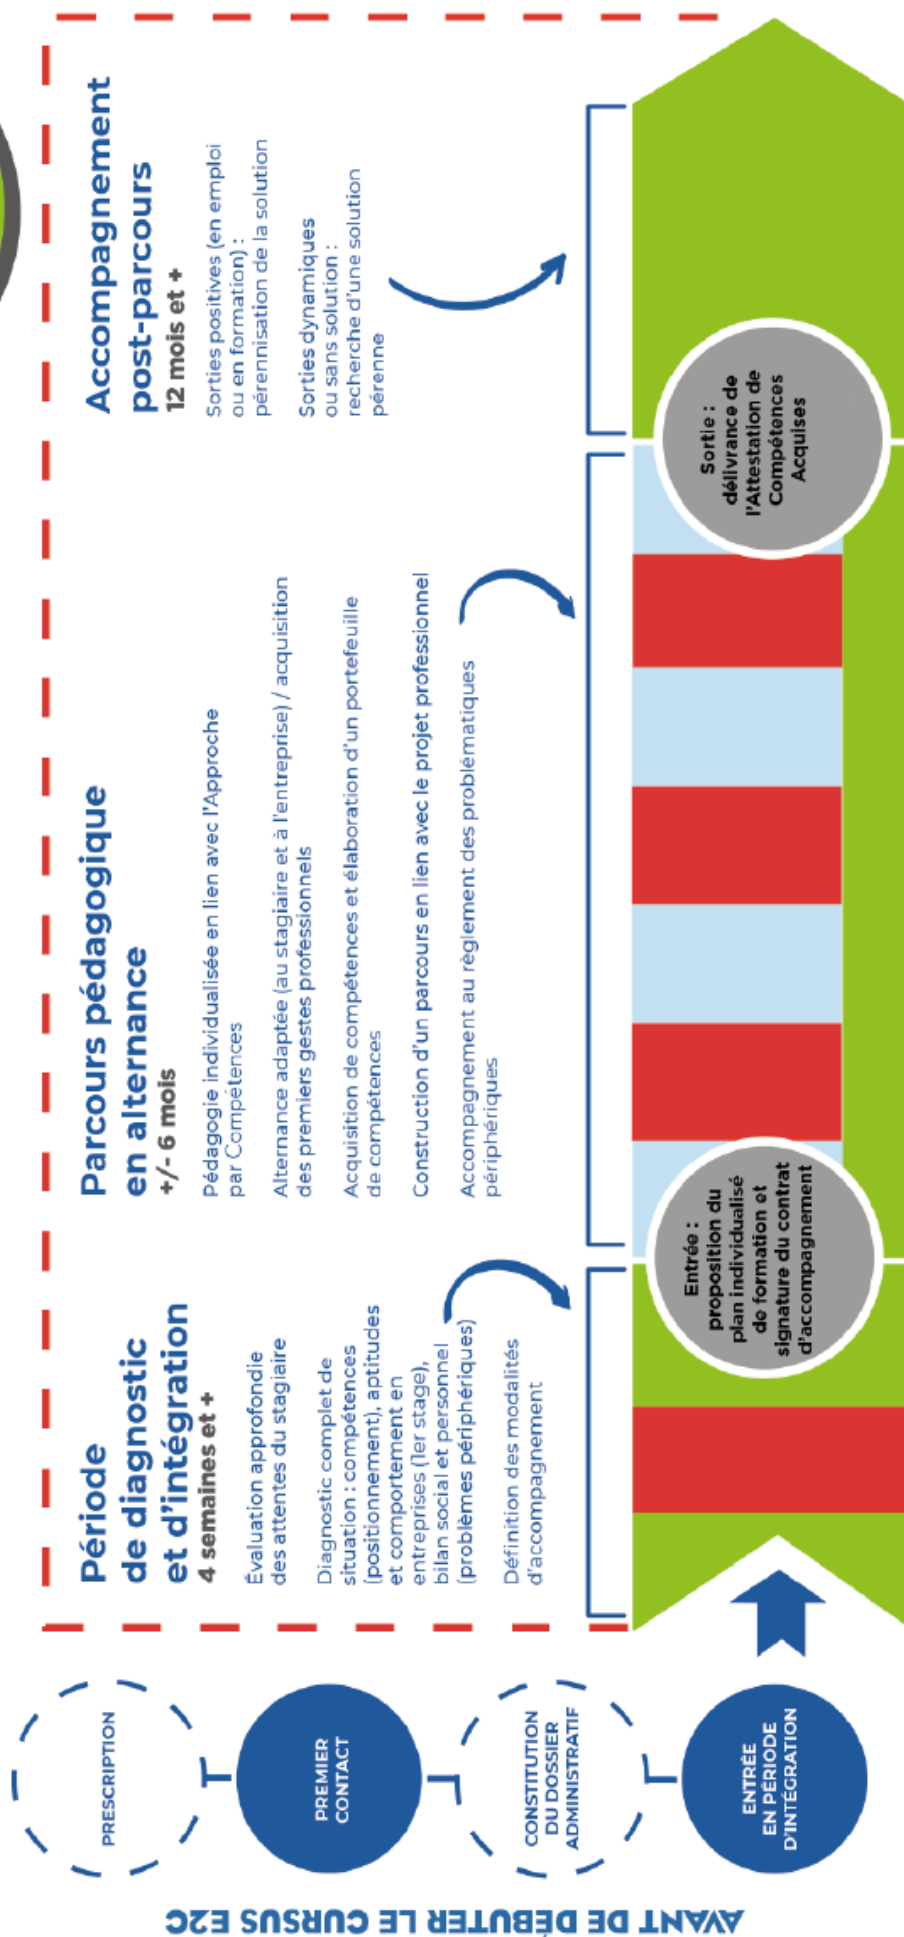 AVANT DE DÉBUTER LE CURSUS E2C
PRESCRIPTION
PREMIER
CONTACT
CONSTITUTION
DU DOSSIER
ADMINISTRATIF
ENTRÉE
EN PÉRIODE
D'INTÉGRATION
Période
de diagnostic
et d'intégration
4 semaines et +
Évaluation approfondie
des attentes du stagiaire
Diagnostic complet de
situation : compétences
(positionnement), aptitudes
et comportement en
entreprises (1er stage),
bilan social et personnel
(problèmes périphériques)
Définition des modalités
d'accompagnement
Parcours pédagogique
en alternance
+/- 6 mois
Pédagogie individualisée en lien avec l'Approche
par Compétences
Alternance adaptée (au stagiaire et à l'entreprise) / acquisition
des premiers gestes professionnels
Acquisition de compétences et élaboration d'un portefeuille
de compétences
Construction d'un parcours en lien avec le projet professionnel
Accompagnement au règlement des problématiques
périphériques
Accompagnement
post-parcours
12 mois et +
Sorties positives (en emploi
ou en formation) :
pérennisation de la solution
Sorties dynamiques
ou sans solution :
recherche d'une solution
pérenne
Entrée :
proposition du
plan individualisé
de formation et
signature du contrat
d'accompagnement
Sortie :
délivrance de
l'Attestation de
Compétences
Acquises